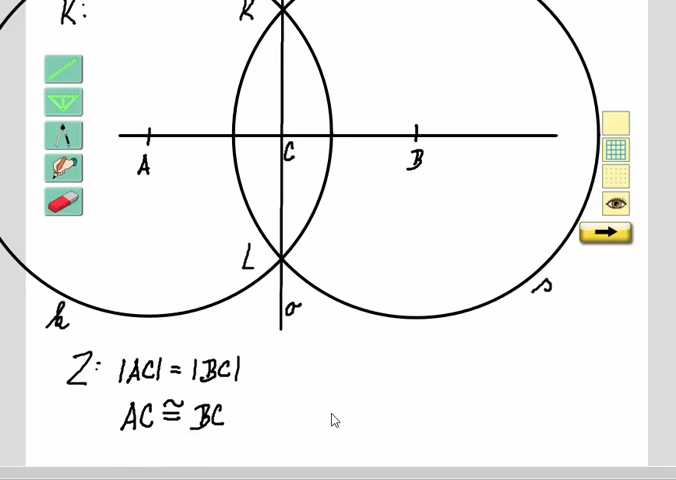 K: K
A C B
L
k o s
Z: |AC| = |BC|
AC ≅ BC